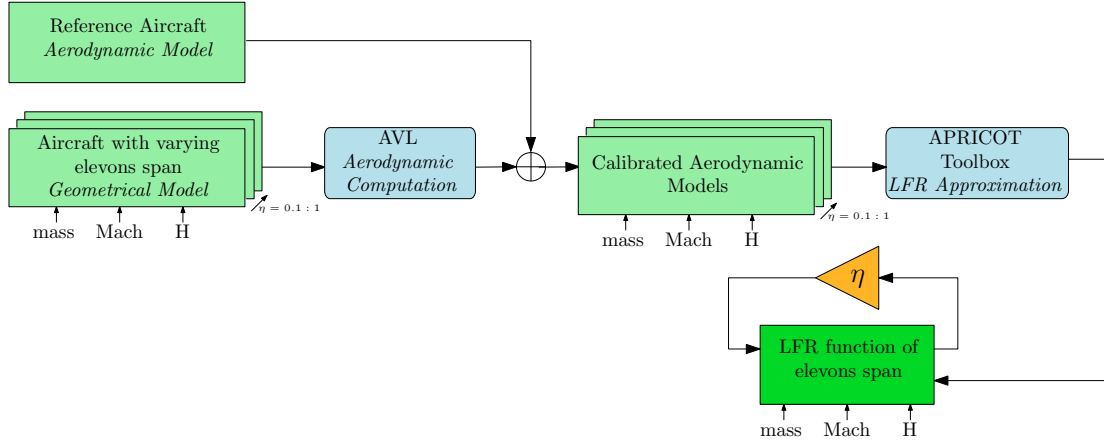 Reference Aircraft
Aerodynamic Model
Aircraft with varying
elevons span
Geometrical Model
η = 0.1 : 1
mass
Mach
H
AVL
Aerodynamic
Computation
Calibrated Aerodynamic
Models
η = 0.1 : 1
mass
Mach
H
APRICOT
Toolbox
LFR Approximation
η
LFR function of
elevons span
mass
Mach
H